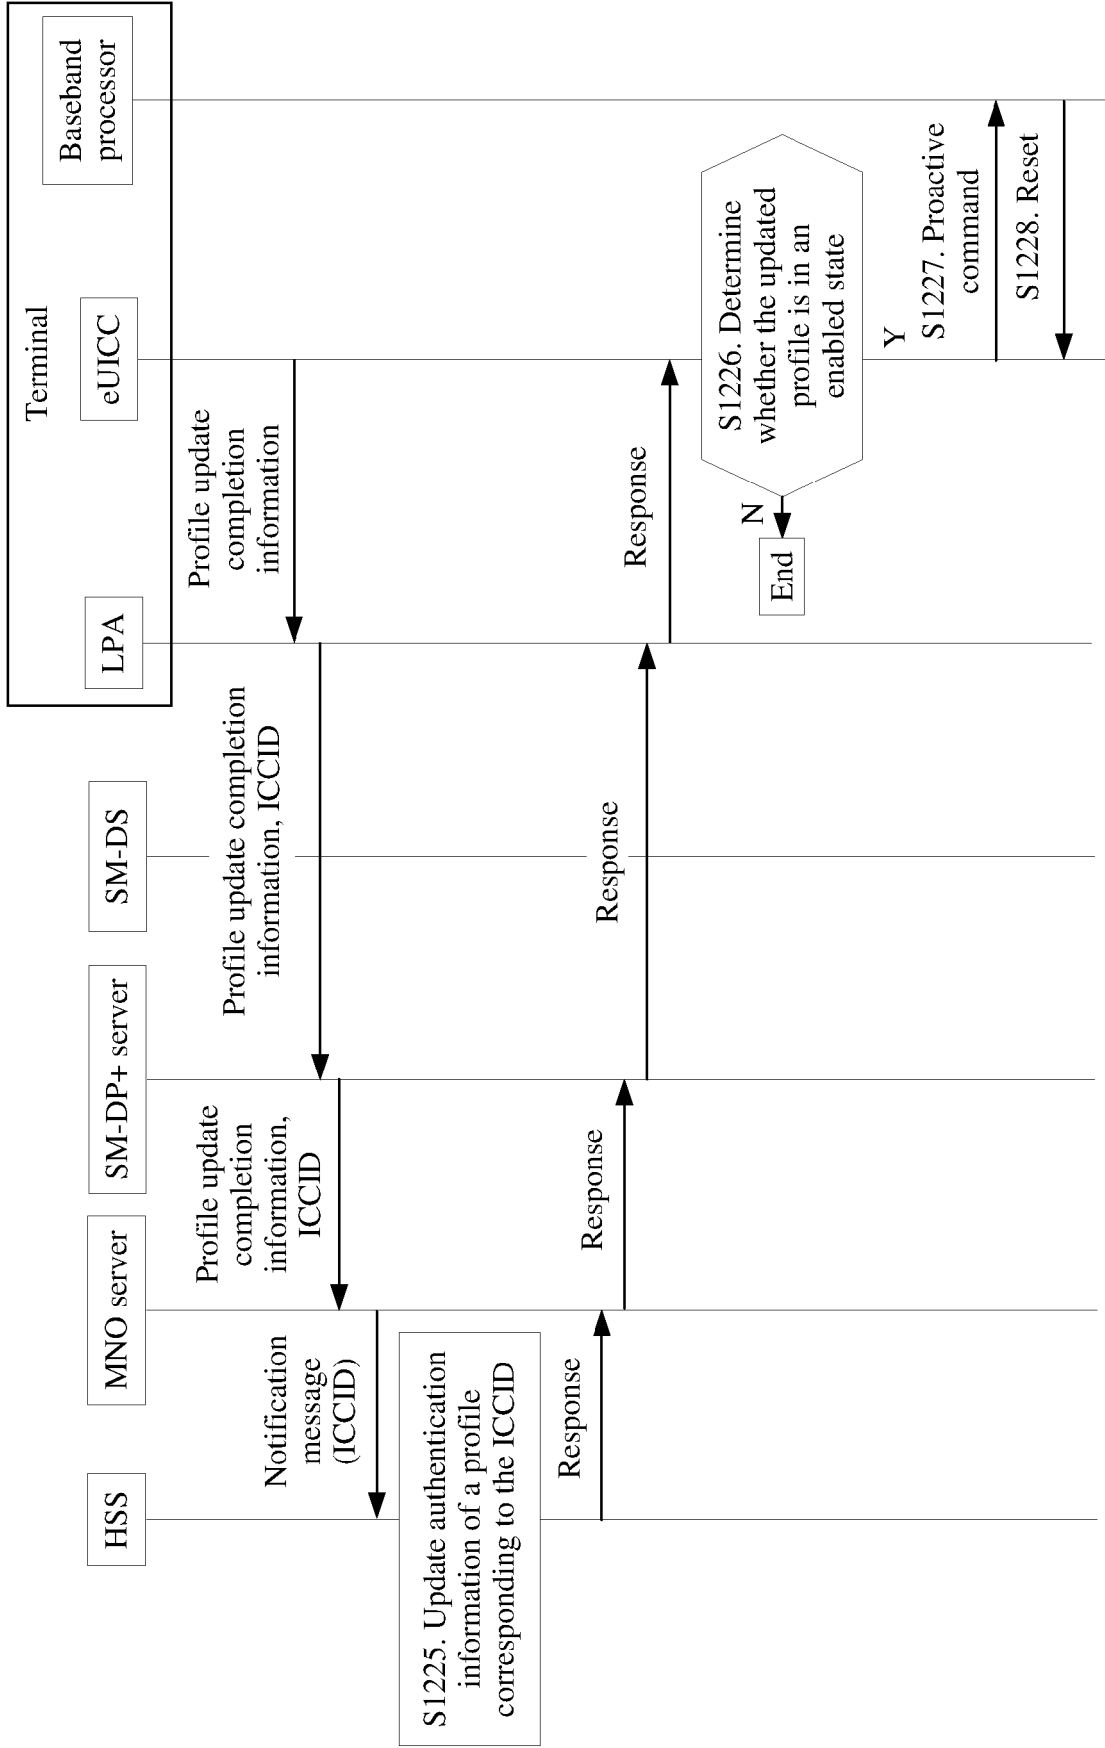 Terminal
HSS
MNO server
SM-DP+ server
SM-DS
LPA
eUICC
Baseband
processor
Profile update
completion
information
Profile update completion
information, ICCID
Profile update
completion
information,
ICCID
Notification
message
(ICCID)
S1225. Update authentication
information of a profile
corresponding to the ICCID
Response
Response
Response
Response
S1226. Determine
whether the updated
profile is in an
enabled state
N
End
Y
S1227. Proactive
command
S1228. Reset